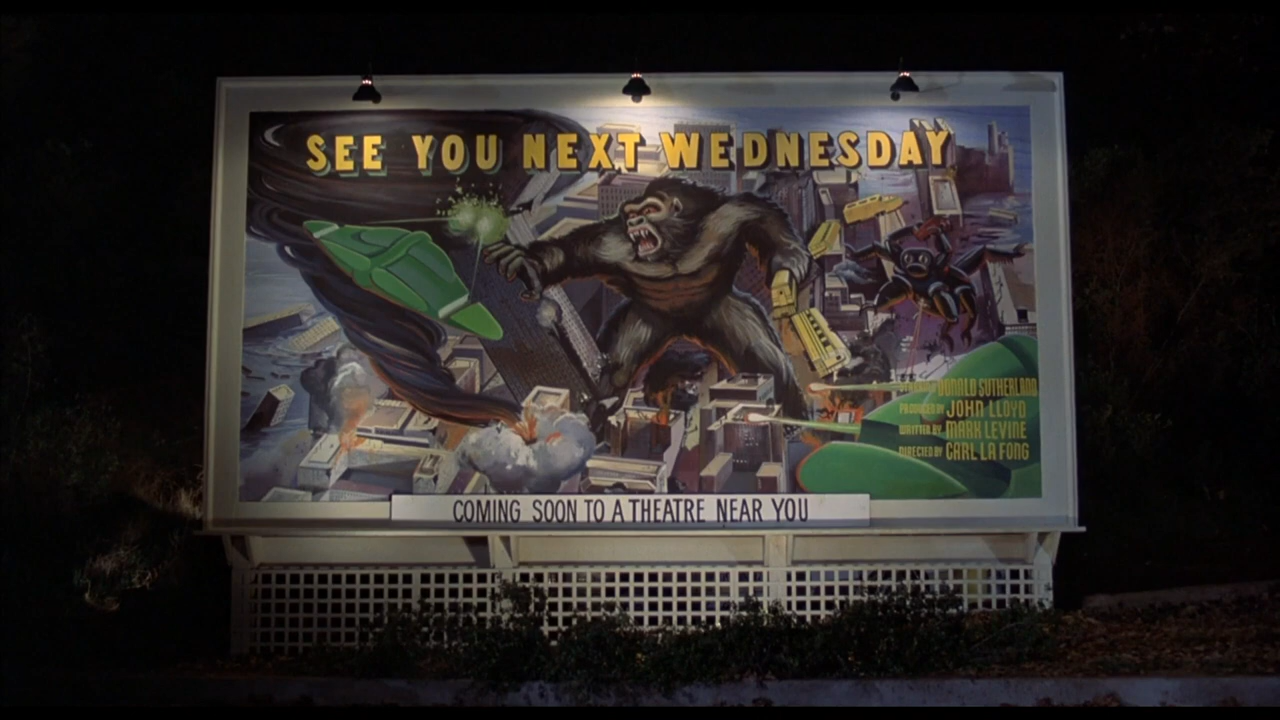 SEE YOU NEXT WEDNESDAY
DONALD SUTHERLAND
PRODUCED BY JOHN LLOYD
WRITTEN BY MARK LEVINE
DIRECTED BY CARL LA FONG
COMING SOON TO A THEATRE NEAR YOU